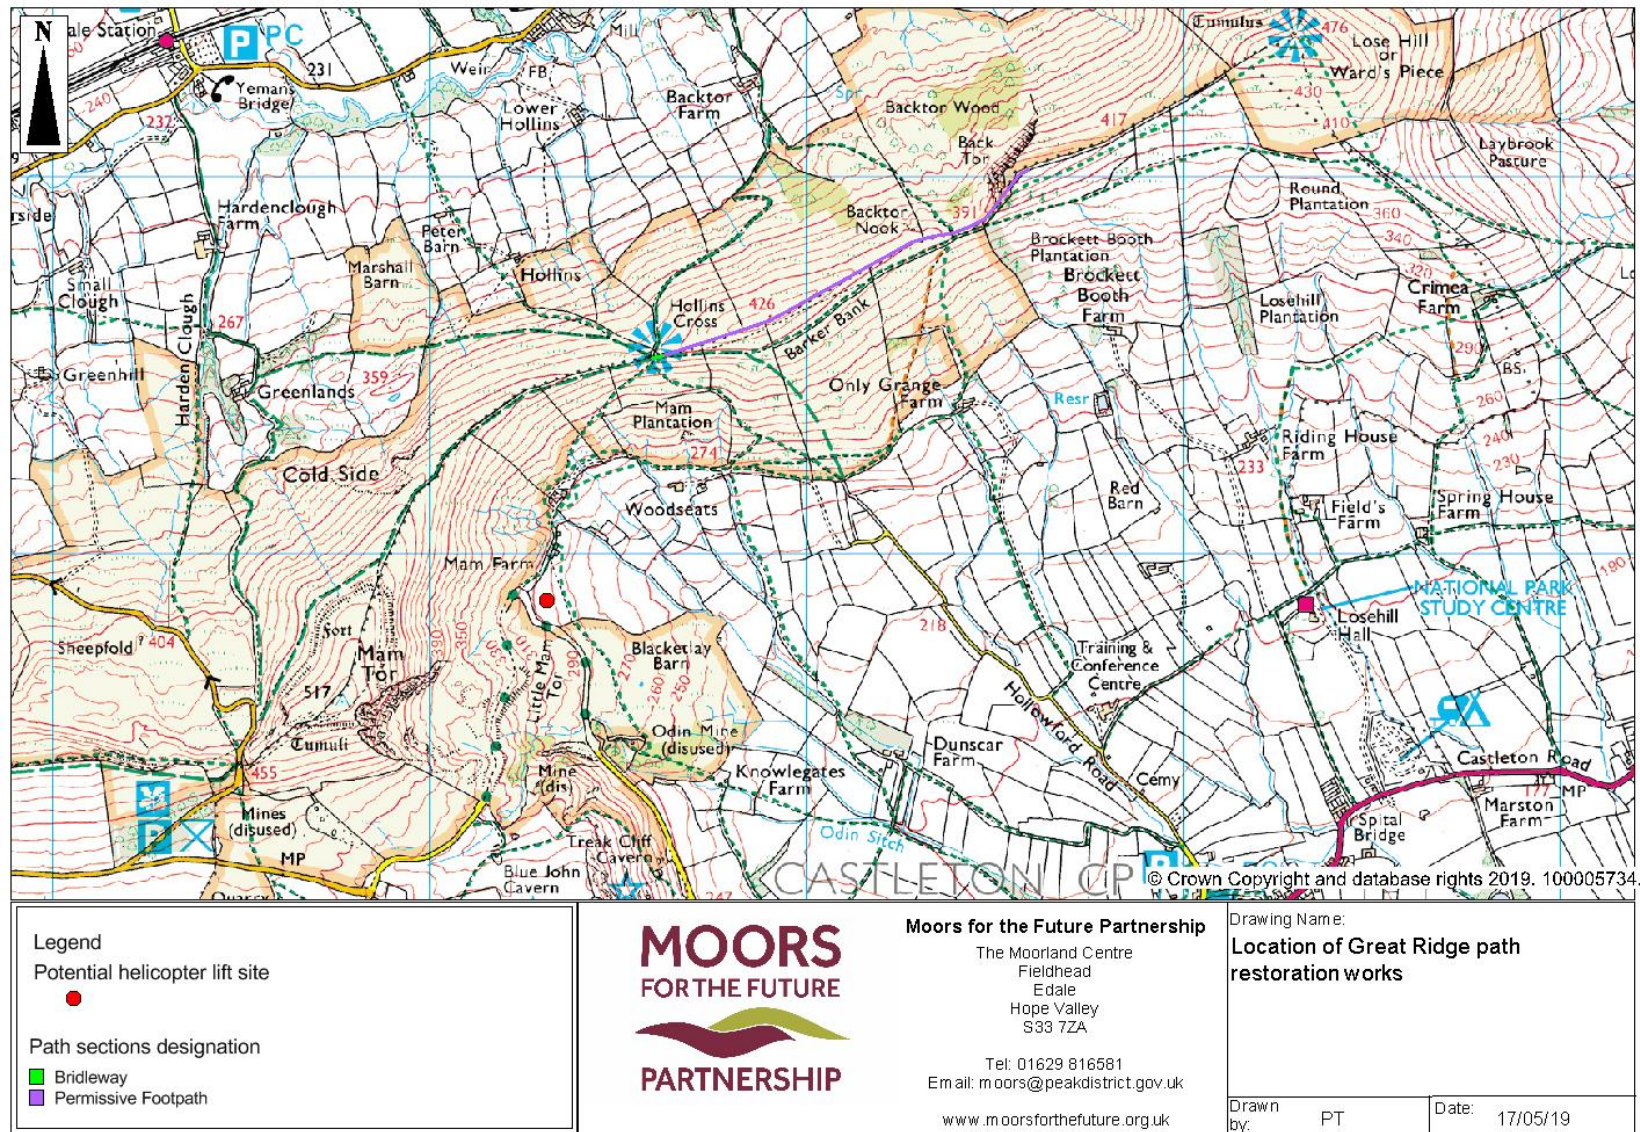 N
ale Station
P PC
231
Yemans
Bridge
240
232
Weir
FB
Mill
Lower
Hollins
Backtor
Farm
Spr
Backtor Wood
Back
Tor
417
Tumulus
476
Lose Hill
or
Ward's Piece
430
410
Laybrook
Pasture
rside
Hardenclough
Farm
Peter
Barn
Marshall
Barn
Hollins
Backtor
Nook
391
Round
Plantation
360
340
Brockett Booth
Plantation
Brockett
Booth
Farm
320
Crimea
Farm
Small
Clough
267
Harden Clough
Hollins
Cross
426
Barker Bank
Losehill
Plantation
290
BS
Greenhill
Greenlands
359
Only Grange
Farm
Resr
260
Mam
Plantation
274
Riding House
Farm
240
230
233
Cold Side
Woodseats
Red
Barn
Field's
Farm
Spring House
Farm
Mam Farm
190
NATIONAL PARK
STUDY CENTRE
Losehill
Hall
Sheepfold
404
Fort
Mam
Tor
517
Tumuli
330
350
330
310
Little Mam
Tor
290
270
260
250
Blacketlay
Barn
218
Training &
Conference
Centre
Hollowford
Road
455
Odin Mine
(disused)
Mine
(dis)
Knowlegates
Farm
Dunscar
Farm
Cemy
Castleton Road
177
MP
Marston
Farm
Spital
Bridge
P
Mines
(disused)
MP
Treak Cliff
Cavern
Odin Sitch
Blue John
Cavern
Quarry
247
CASTLETON CP
P
© Crown Copyright and database rights 2019. 100005734.
Legend
Potential helicopter lift site
Path sections designation
Bridleway
Permissive Footpath
MOORS
FOR THE FUTURE
PARTNERSHIP
Moors for the Future Partnership
The Moorland Centre
Fieldhead
Edale
Hope Valley
S33 7ZA
Tel: 01629 816581
Email: moors@peakdistrict.gov.uk
www.moorsforthefuture.org.uk
Drawing Name:
Location of Great Ridge path
restoration works
Drawn
by:
PT
Date:
17/05/19